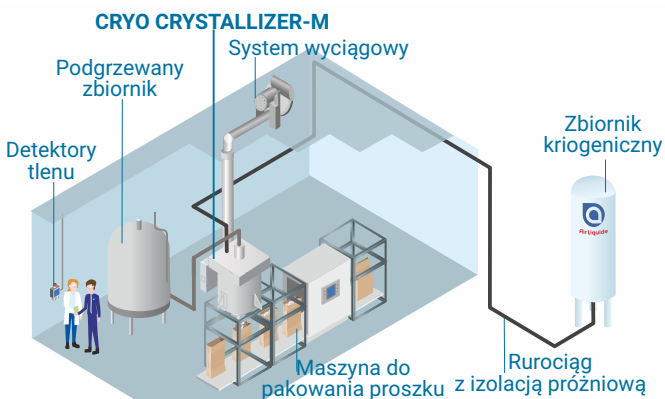 CRYO CRYSTALLIZER-M
System wyciągowy
Podgrzewany
zbiornik
Detektory
tlenu
Zbiornik
kriogeniczny
Air Liquide
Maszyna do
pakowania proszku
Rurociąg
z izolacją próżniową